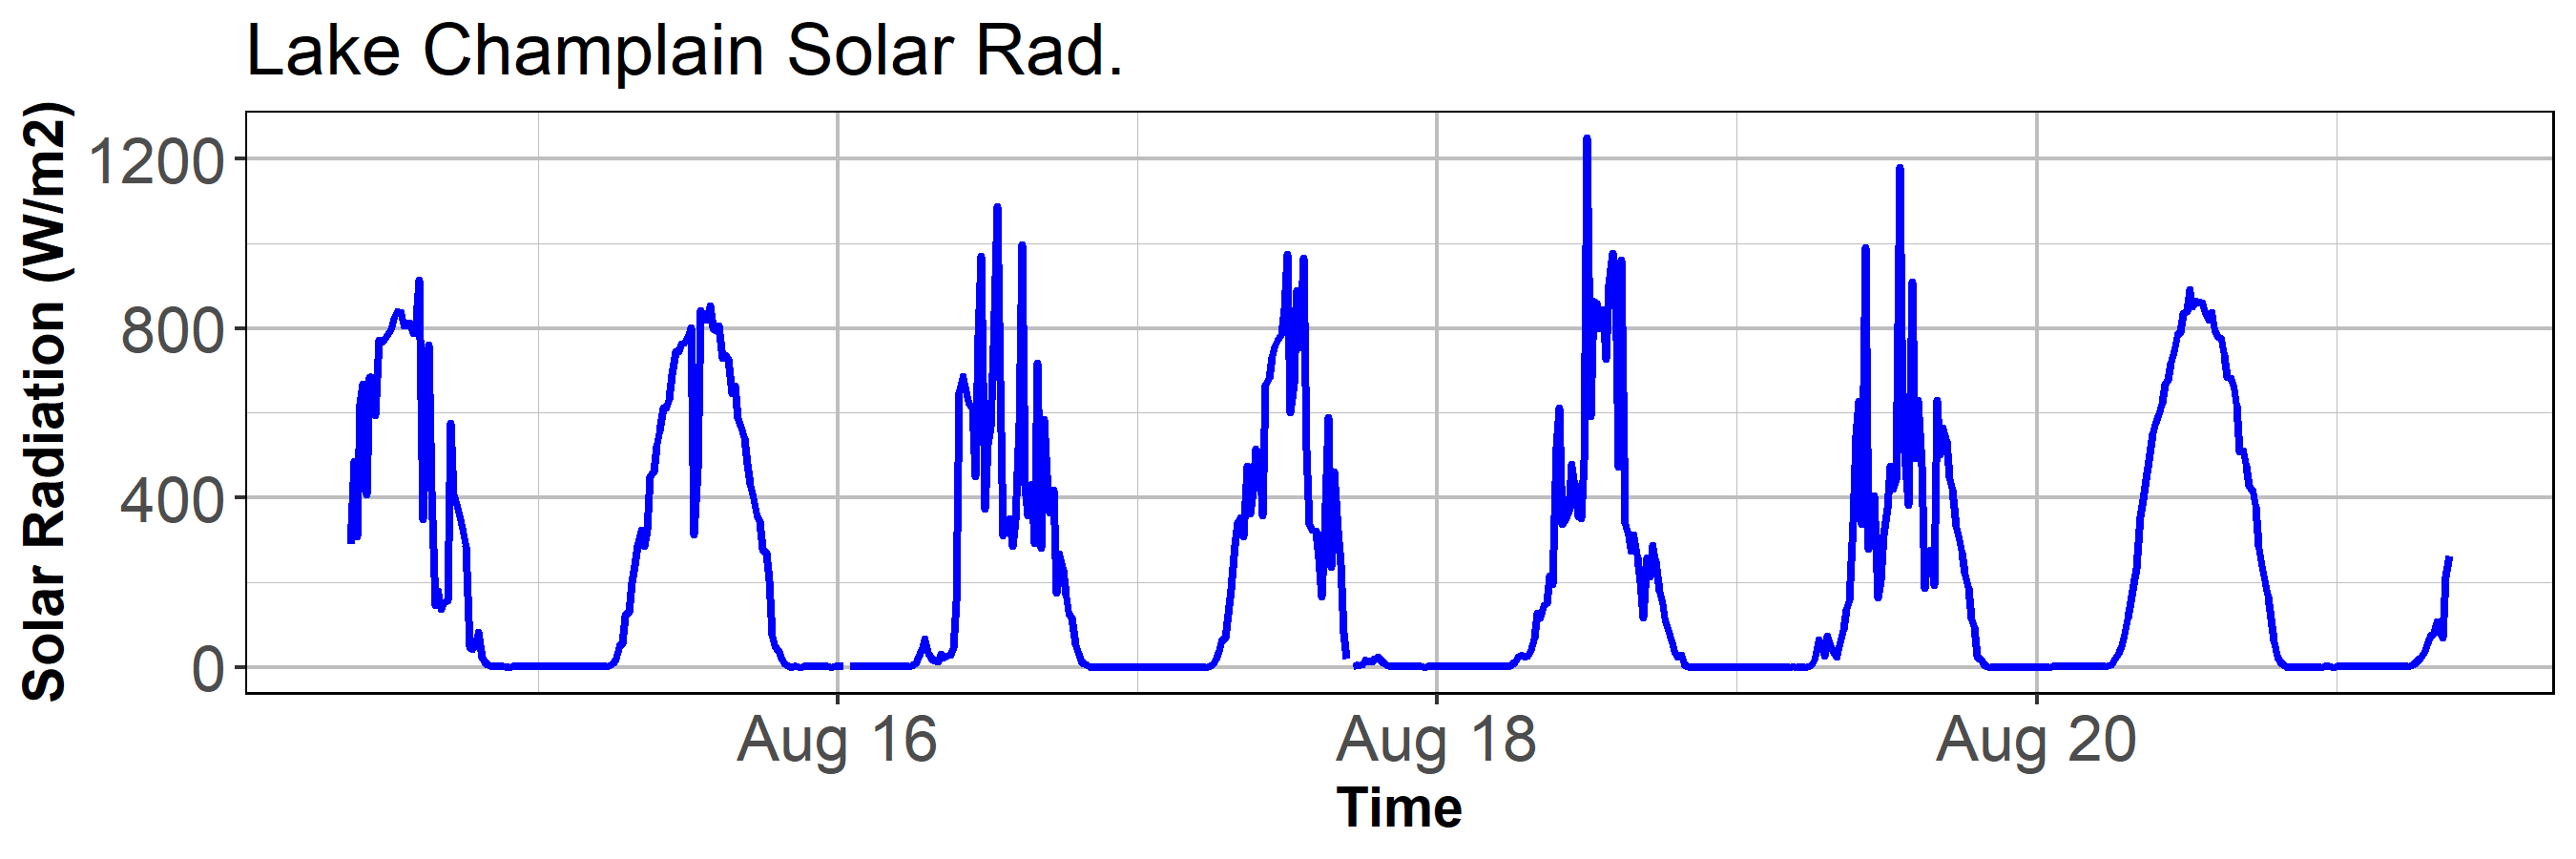 Lake Champlain Solar Rad.
Solar Radiation (W/m2)
1200
800
400
0
Aug 16
Aug 18
Aug 20
Time